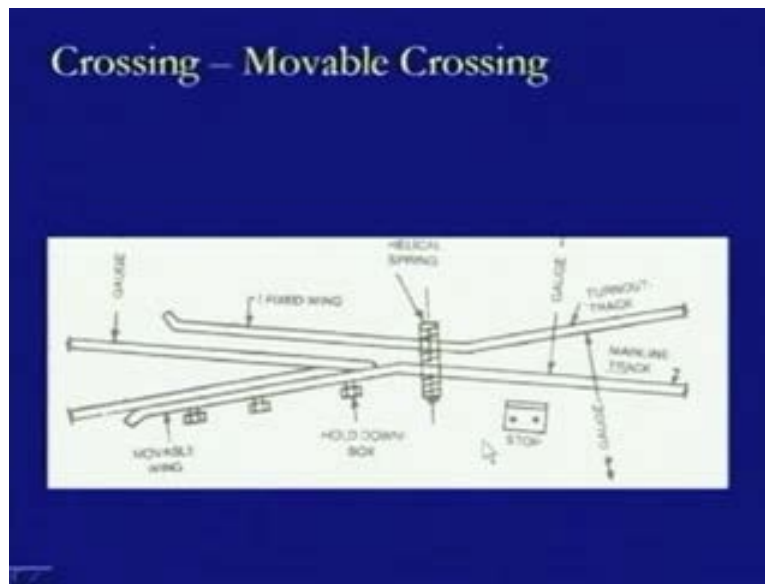 Crossing – Movable Crossing
HELICAL
SPRING
GAUGE
FIXED WING
GAUGE
TURNOUT-
TRACK
MAINLINE
TRACK
MOVABLE
WING
HOLD DOWN
BOX
STOP
GAUGE